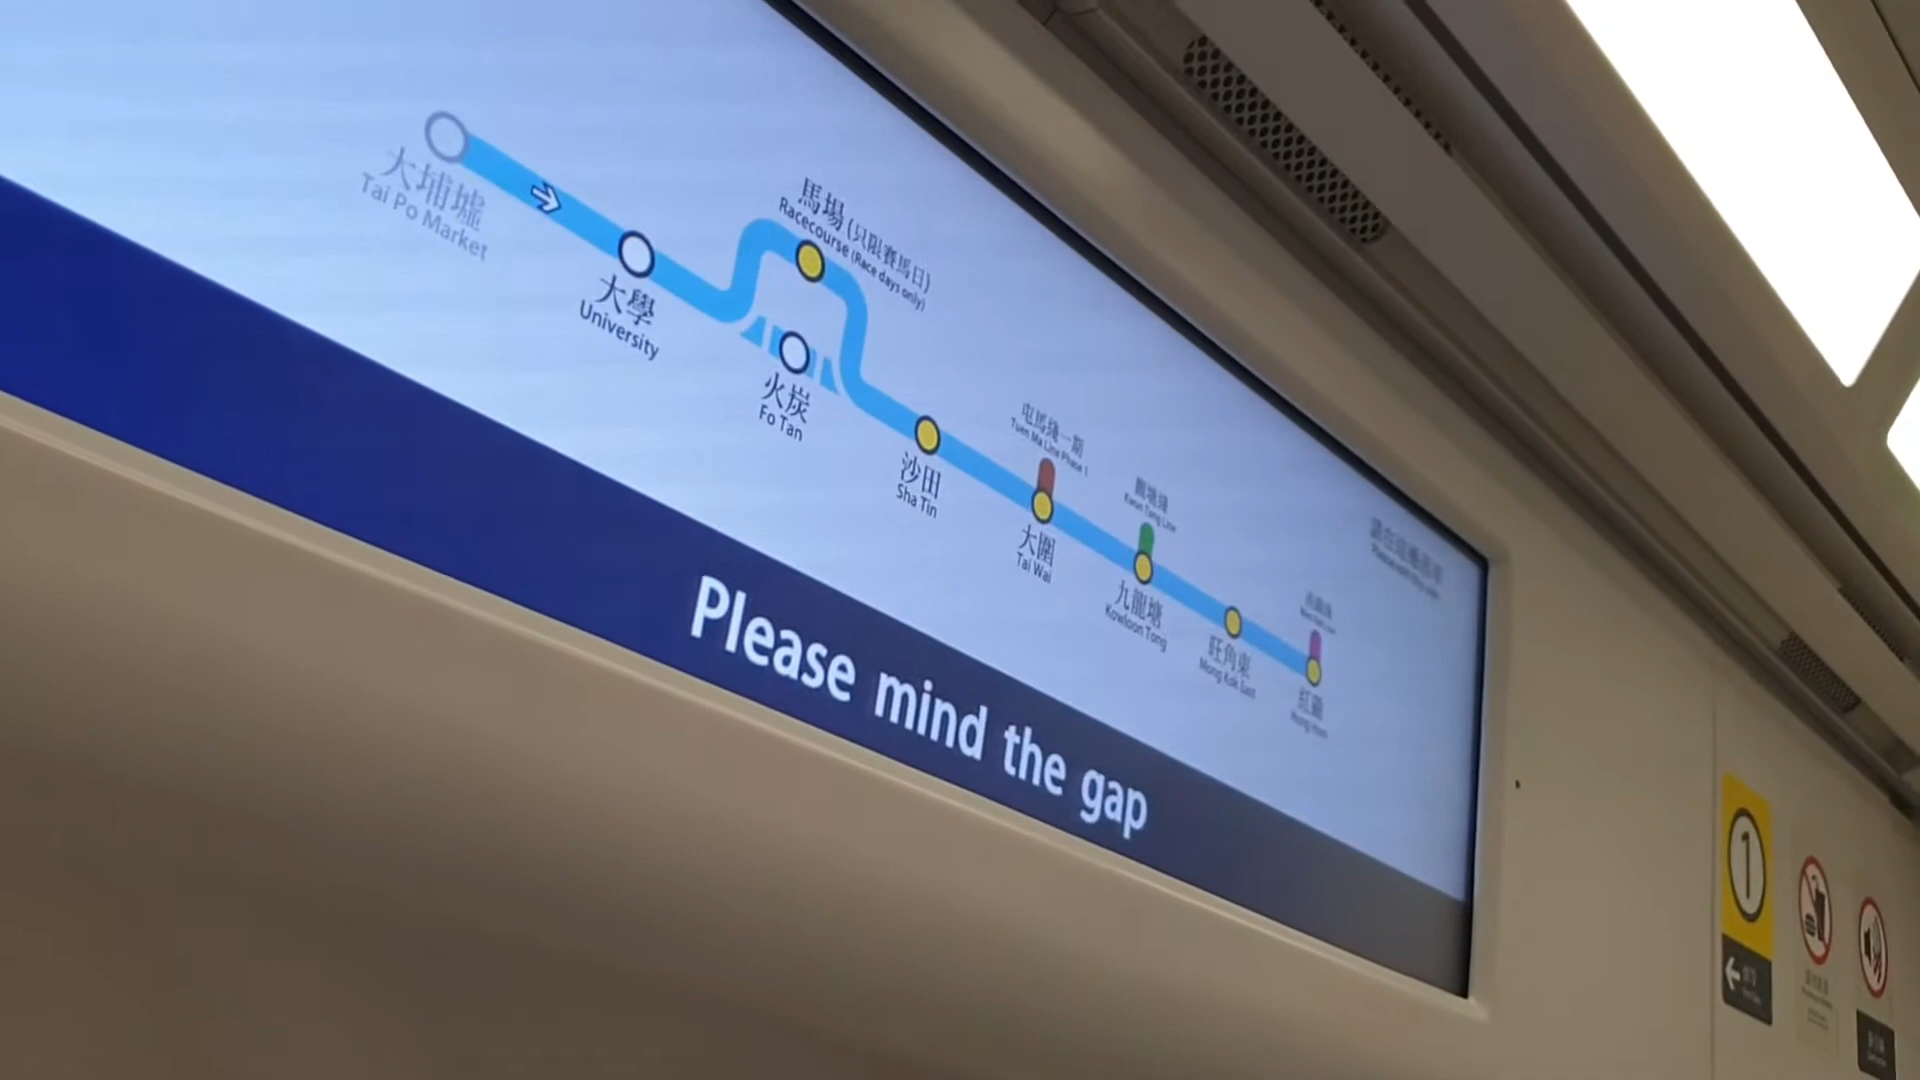 大埔墟
Tai Po Market
大學
University
馬場 (只限賽馬日)
Racecourse (Race days only)
火炭
Fo Tan
沙田
Sha Tin
屯馬綫一期
Tuen Ma Line Phase 1
大圍
Tai Wai
觀塘綫
Kwun Tong Line
九龍塘
Kowloon Tong
旺角東
Mong Kok East
紅磡
Hung Hom
Please mind the gap
1